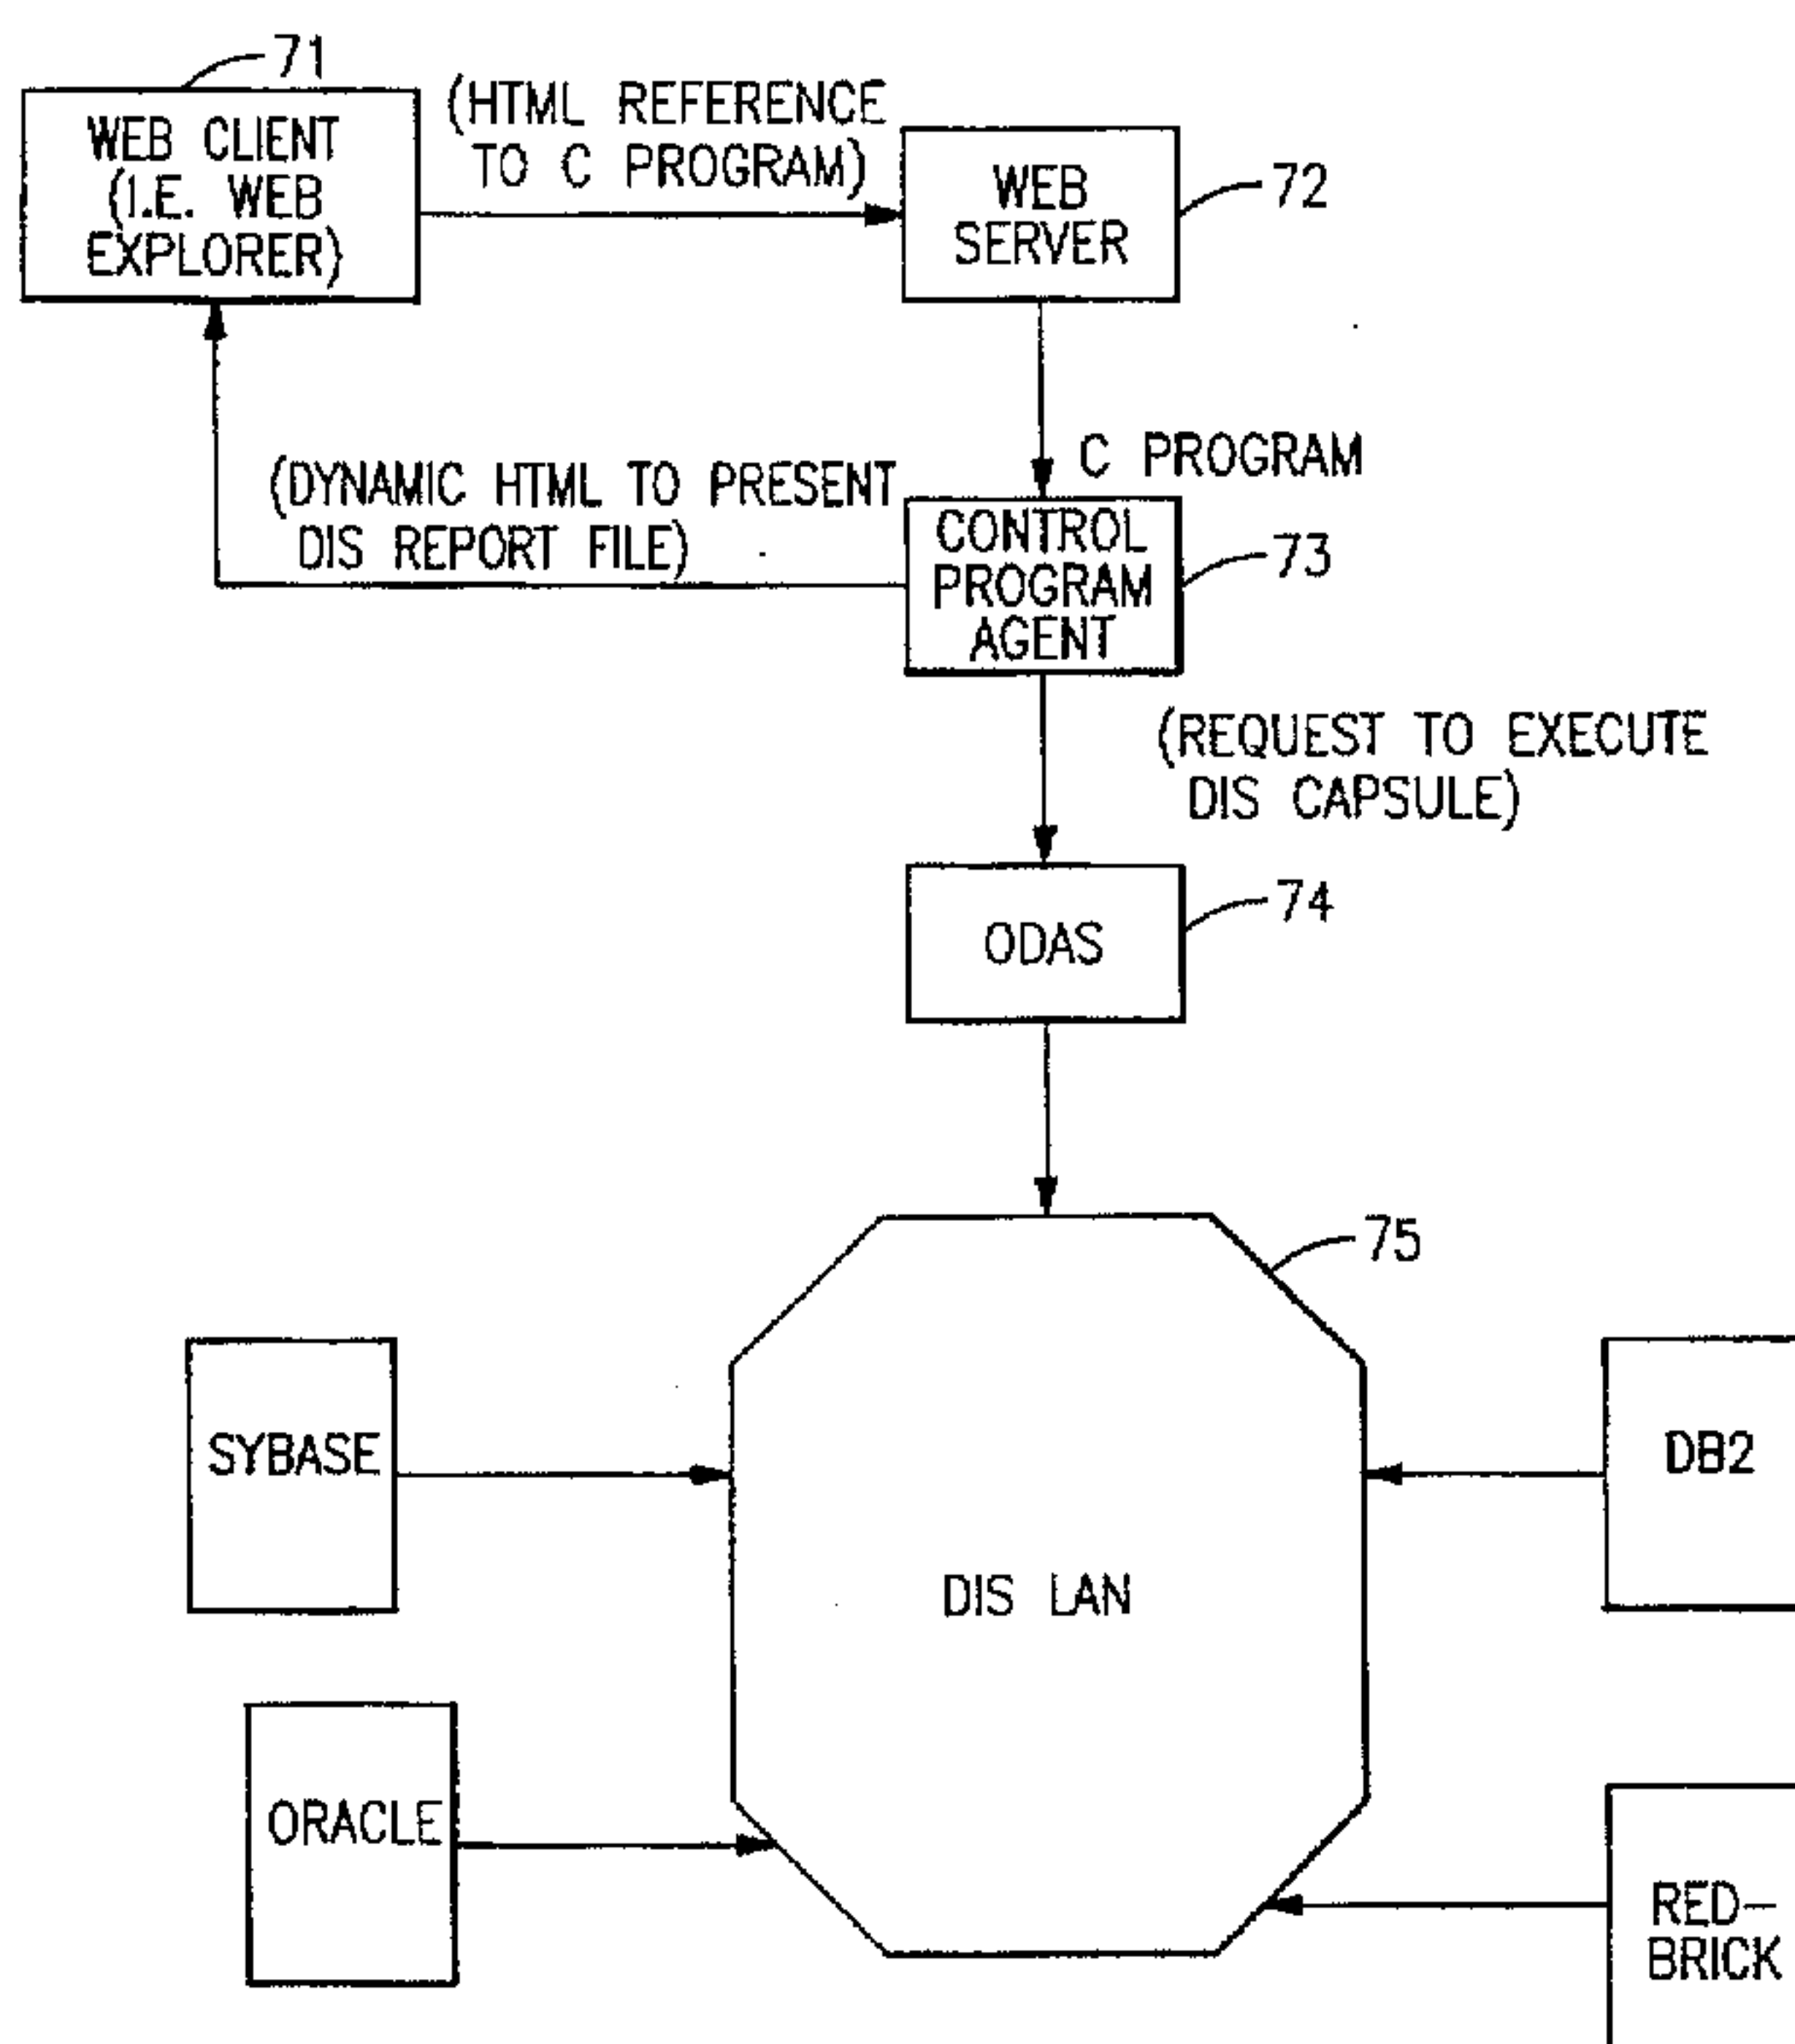 71
WEB CLIENT
(I.E. WEB
EXPLORER)
(HTML REFERENCE
TO C PROGRAM)
WEB
SERVER
72
C PROGRAM
(DYNAMIC HTML TO PRESENT
DIS REPORT FILE)
CONTROL
PROGRAM
AGENT
73
(REQUEST TO EXECUTE
DIS CAPSULE)
ODAS
74
75
SYBASE
DB2
DIS LAN
ORACLE
RED-
BRICK